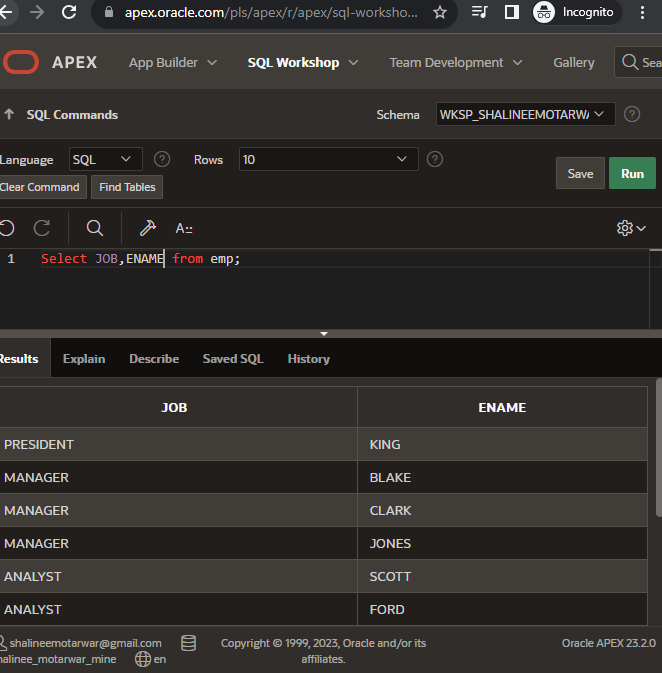 apex.oracle.com/pls/apex/r/apex/sql-worksho... Incognito
APEX App Builder SQL Workshop Team Development Gallery Sea
SQL Commands Schema WKSP_SHALINEEMOTARWA
Language SQL Rows 10
Clear Command Find Tables Save Run
A::
1 Select JOB,ENAME from emp;
Results Explain Describe Saved SQL History
JOB ENAME
PRESIDENT KING
MANAGER BLAKE
MANAGER CLARK
MANAGER JONES
ANALYST SCOTT
ANALYST FORD
shalineemotarwar@gmail.com Copyright © 1999, 2023, Oracle and/or its Oracle APEX 23.2.0
halinee_motarwar_mine en affiliates.